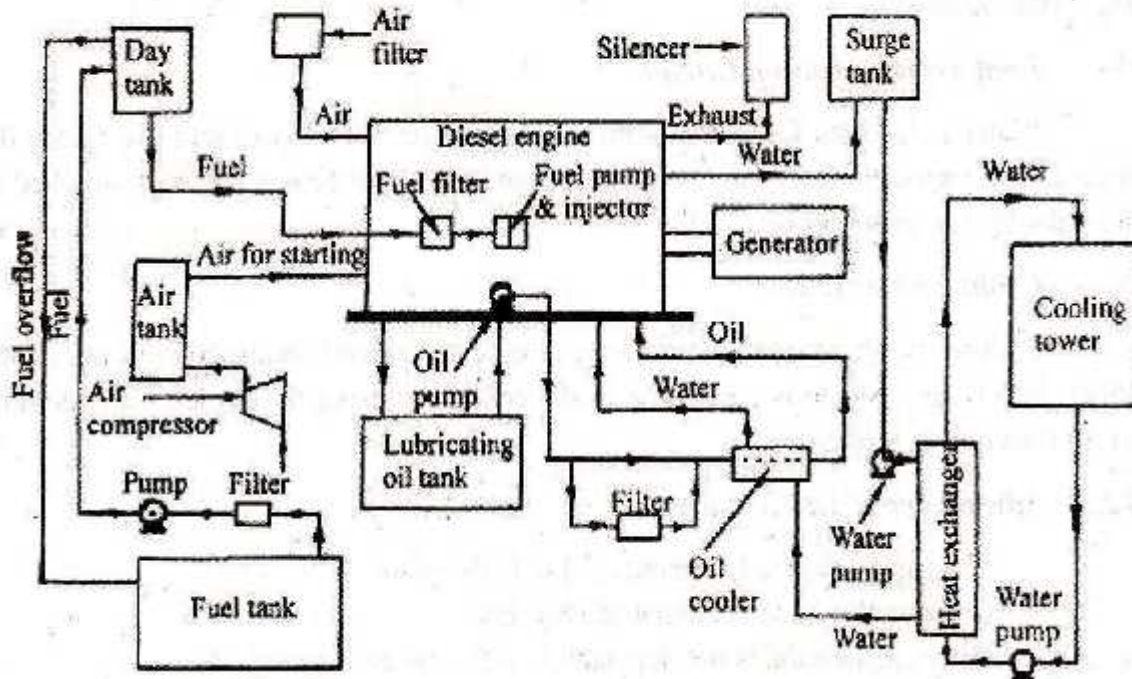 Day
tank
Air
filter
Air
Silencer
Surge
tank
Exhaust
Diesel engine
Water
Fuel
Fuel filter
Fuel pump
& injector
Water
Generator
Air for starting
Fuel overflow
Fuel
Air
tank
Cooling
tower
Oil
Oil
pump
Water
Air
compressor
Lubricating
oil tank
Pump
Filter
Filter
Water
pump
Heat exchanger
Oil
cooler
Water
Water
pump
Fuel tank